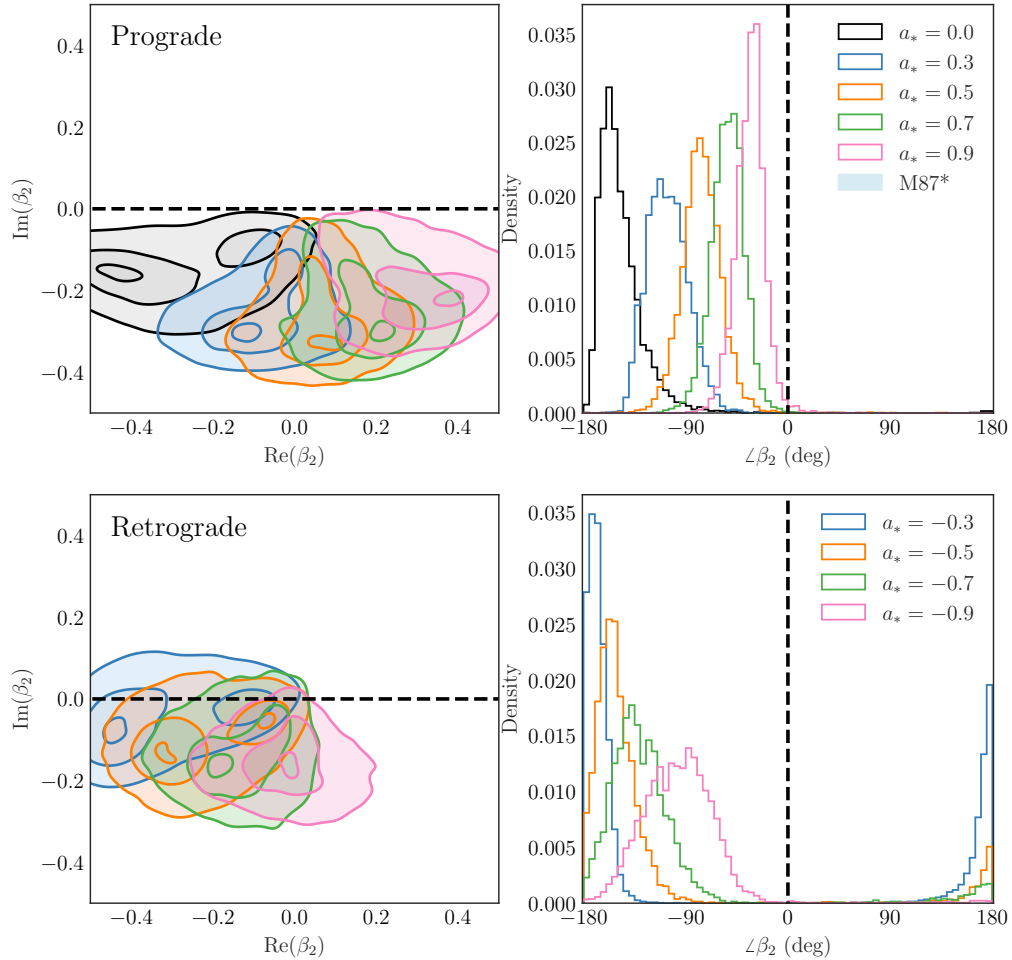 Prograde
0.4
0.2
0.0
−0.2
−0.4
Im(β₂)
−0.4 −0.2 0.0 0.2 0.4
Re(β₂)
0.035
0.030
0.025
0.020
0.015
0.010
0.005
0.000
Density
a* = 0.0
a* = 0.3
a* = 0.5
a* = 0.7
a* = 0.9
M87*
−180 −90 0 90 180
∠β₂ (deg)
Retrograde
0.4
0.2
0.0
−0.2
−0.4
Im(β₂)
−0.4 −0.2 0.0 0.2 0.4
Re(β₂)
0.035
0.030
0.025
0.020
0.015
0.010
0.005
0.000
Density
a* = −0.3
a* = −0.5
a* = −0.7
a* = −0.9
−180 −90 0 90 180
∠β₂ (deg)